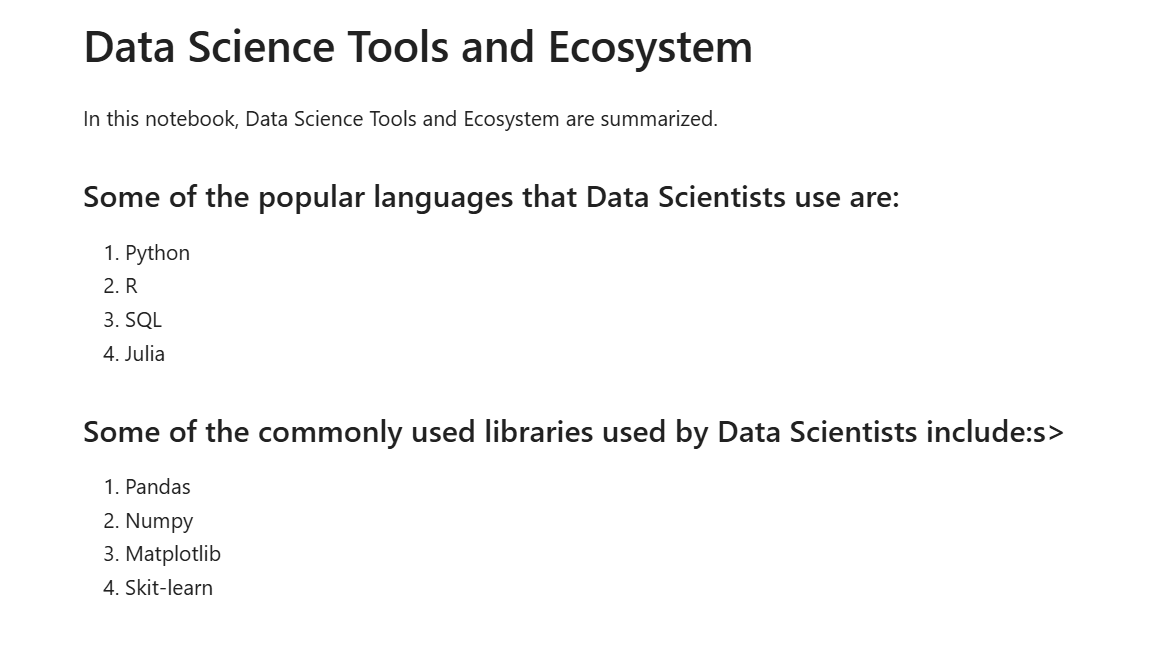 Data Science Tools and Ecosystem
In this notebook, Data Science Tools and Ecosystem are summarized.
Some of the popular languages that Data Scientists use are:
1. Python
2. R
3. SQL
4. Julia
Some of the commonly used libraries used by Data Scientists include:s>
1. Pandas
2. Numpy
3. Matplotlib
4. Skit-learn